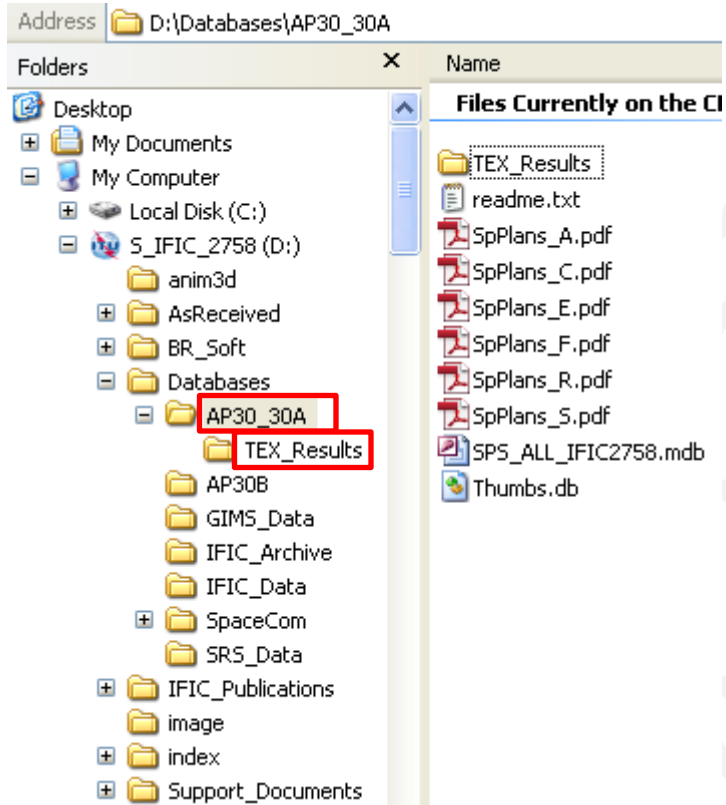 Address D:\Databases\AP30_30A
Folders
Desktop
My Documents
My Computer
Local Disk (C:)
S_IFIC_2758 (D:)
anim3d
AsReceived
BR_Soft
Databases
AP30_30A
TEX_Results
AP30B
GIMS_Data
IFIC_Archive
IFIC_Data
SpaceCom
SRS_Data
IFIC_Publications
image
index
Support_Documents
Name
Files Currently on the
TEX_Results
readme.txt
SpPlans_A.pdf
SpPlans_C.pdf
SpPlans_E.pdf
SpPlans_F.pdf
SpPlans_R.pdf
SpPlans_S.pdf
SPS_ALL_IFIC2758.mdb
Thumbs.db